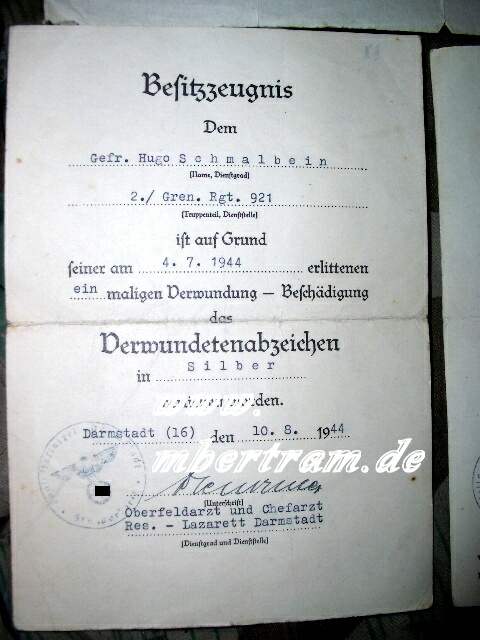 Besitzzeugnis
Dem
Gefr. Hugo Schmalbein
(Name, Dienstgrad)
2./ Gren. Rgt. 921
(Truppenteil, Dienststelle)
ist auf Grund
seiner am 4. 7. 1944 erlittenen
ein maligen Verwundung – Beschädigung
das
Verwundetenabzeichen
in Silber
worden.
Darmstadt (16) den 10. 8. 1944
mbertram.de
(Unterschrift)
Oberfeldarzt und Chefarzt
Res. - Lazarett Darmstadt
(Dienstgrad und Dienststelle)